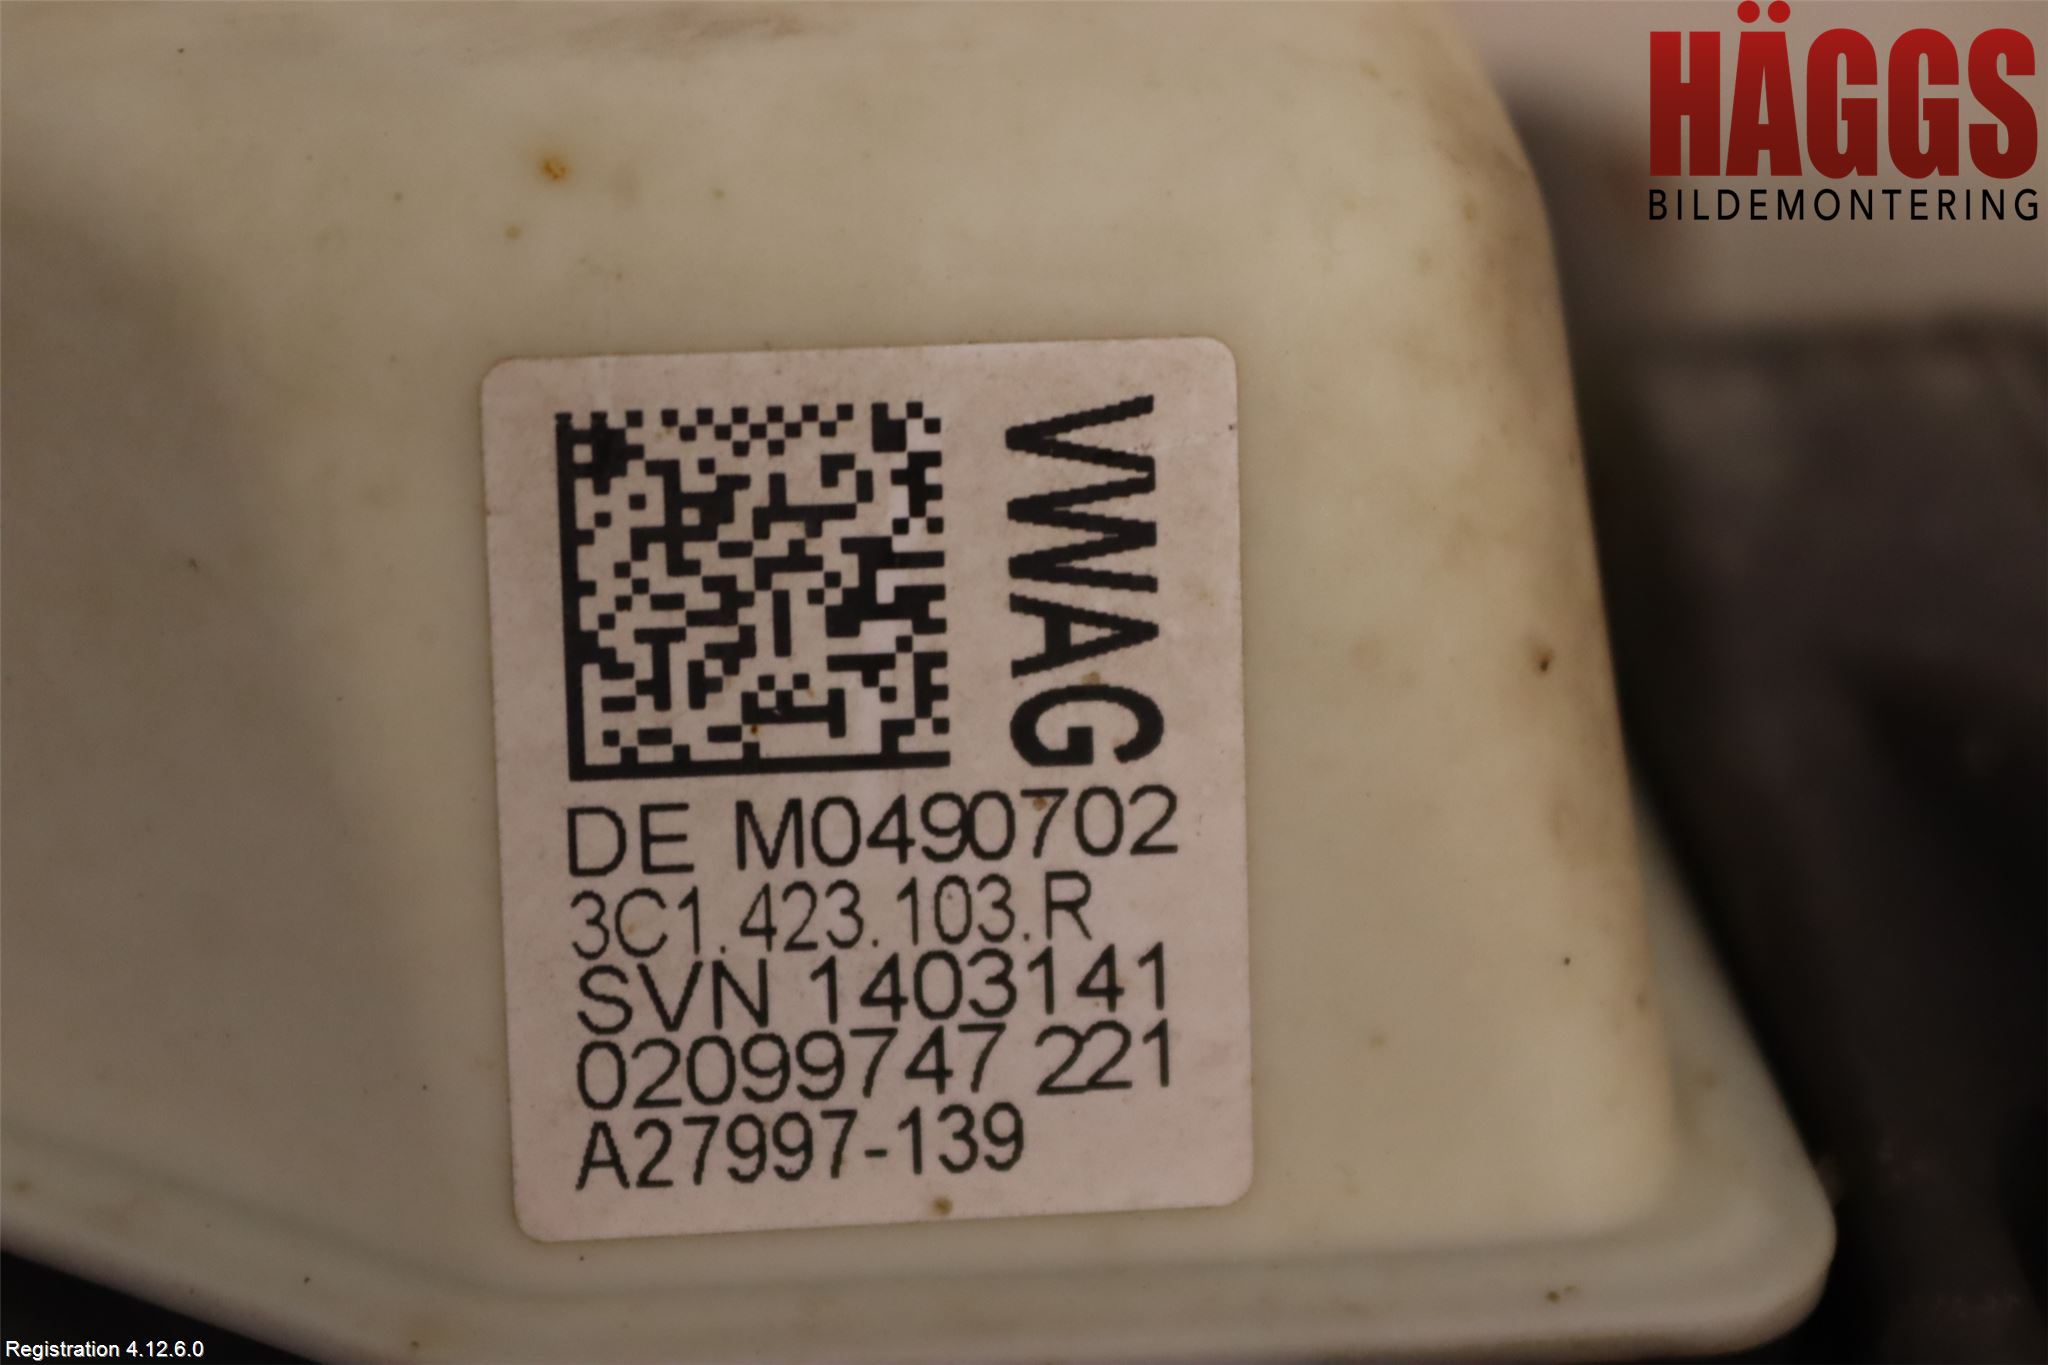 HÄGGS
BILDEMONTERING
VWAG
DE M0490702
3C1.423.103.R
SVN 1403141
02099747 221
A27997-139
Registration 4.12.6.0